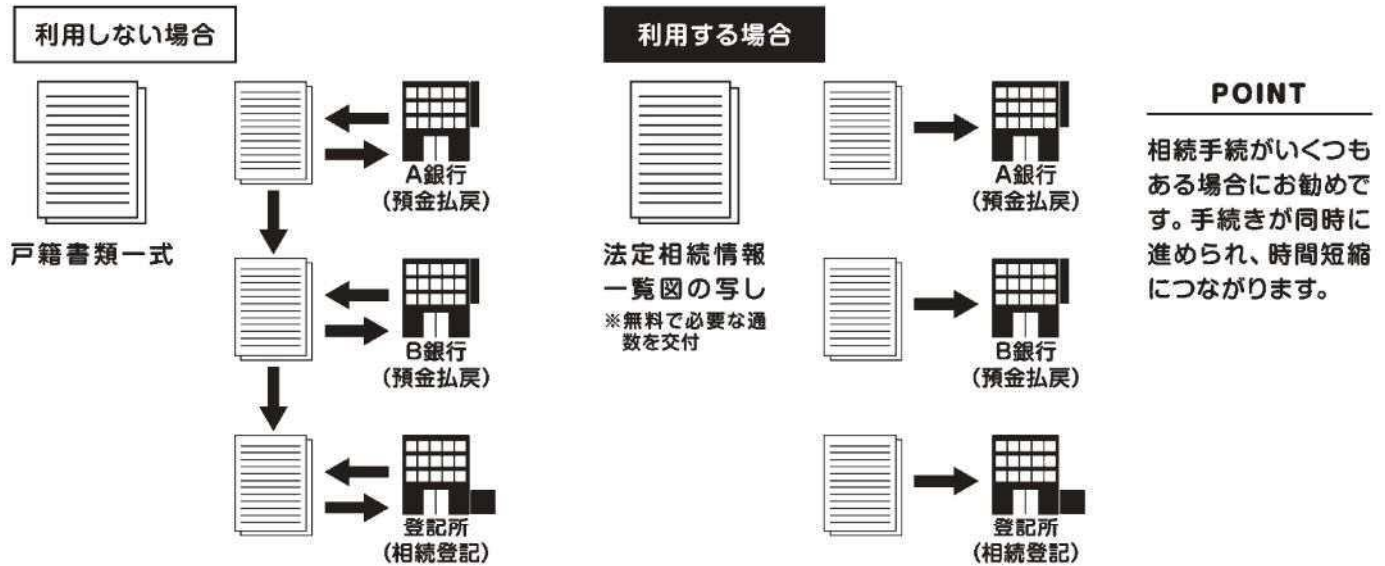 利用しない場合
戸籍書類一式
A銀行
(預金払戻)
B銀行
(預金払戻)
登記所
(相続登記)
利用する場合
法定相続情報
一覧図の写し
※無料で必要な通
数を交付
A銀行
(預金払戻)
B銀行
(預金払戻)
登記所
(相続登記)
POINT
相続手続がいくつも
ある場合にお勧めで
す。手続きが同時に
進められ、時間短縮
につながります。